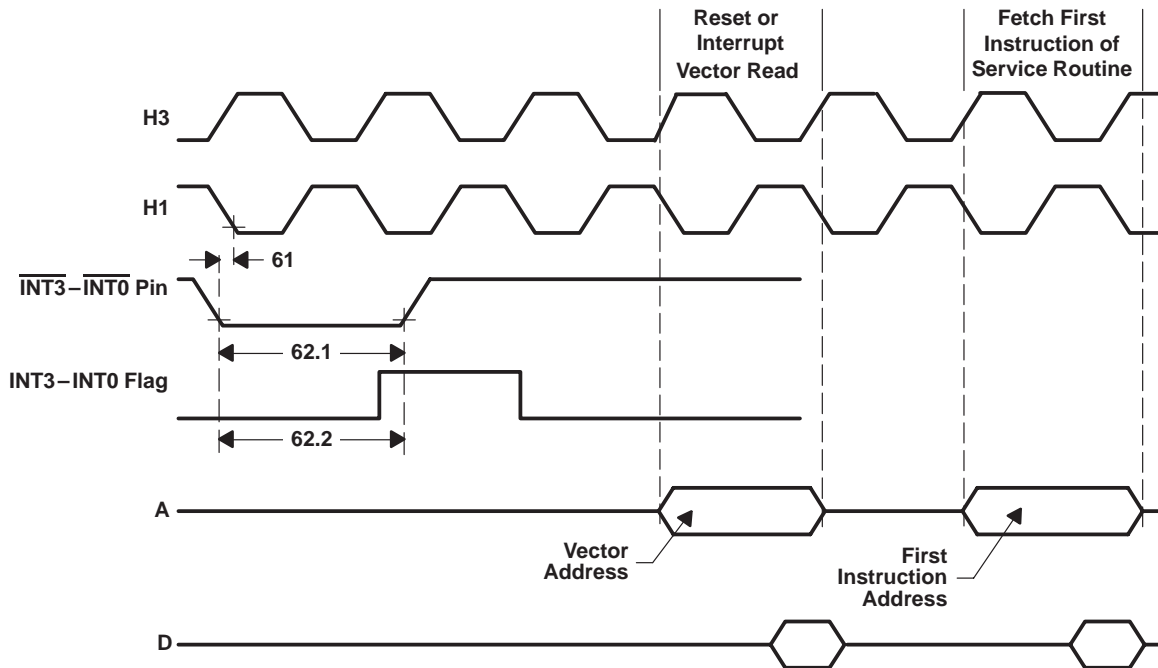 Reset or
Interrupt
Vector Read
Fetch First
Instruction of
Service Routine
H3
H1
61
INT3–INT0 Pin
62.1
INT3–INT0 Flag
62.2
A
Vector
Address
First
Instruction
Address
D